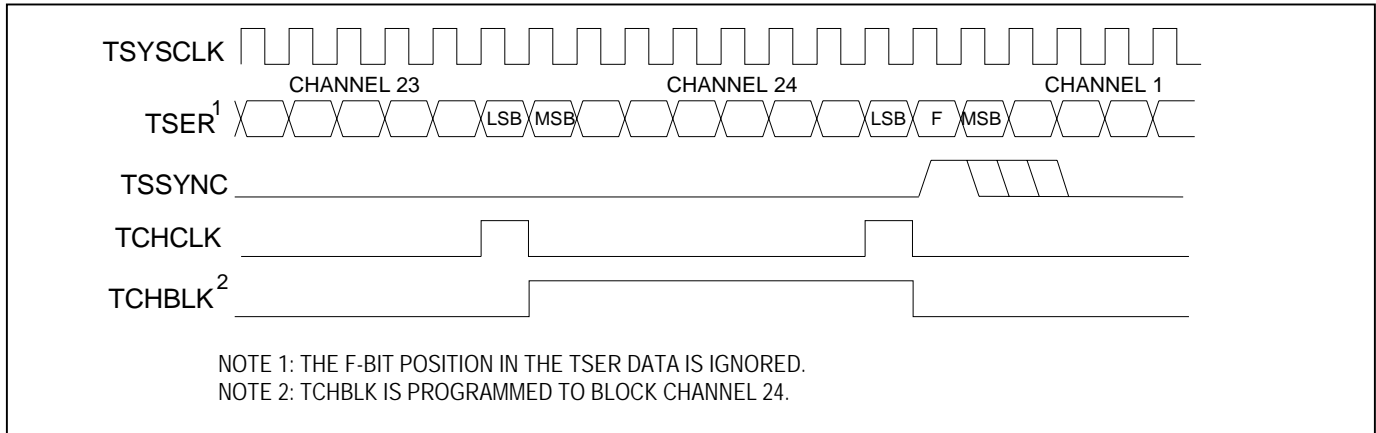 TSYSCLK
CHANNEL 23 CHANNEL 24 CHANNEL 1
TSER1 LSB MSB LSB F MSB
TSSYNC
TCHCLK
TCHBLK2
NOTE 1: THE F-BIT POSITION IN THE TSER DATA IS IGNORED.
NOTE 2: TCHBLK IS PROGRAMMED TO BLOCK CHANNEL 24.